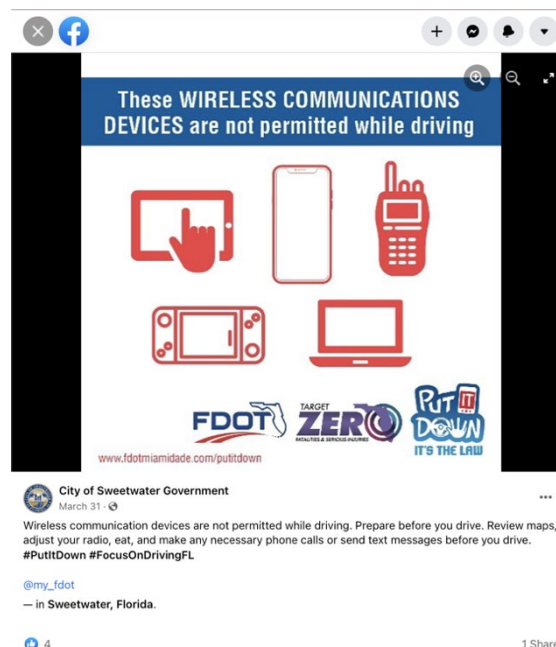 These WIRELESS COMMUNICATIONS
DEVICES are not permitted while driving
FDOT
TARGET
ZERO
FATALITIES & SERIOUS INJURIES
PUT IT
DOWN
IT'S THE LAW
www.fdotmiamidade.com/putitdown
City of Sweetwater Government
March 31 ·
Wireless communication devices are not permitted while driving. Prepare before you drive. Review maps,
adjust your radio, eat, and make any necessary phone calls or send text messages before you drive.
#PutItDown #FocusOnDrivingFL
@my_fdot
— in Sweetwater, Florida.
4
1 Share